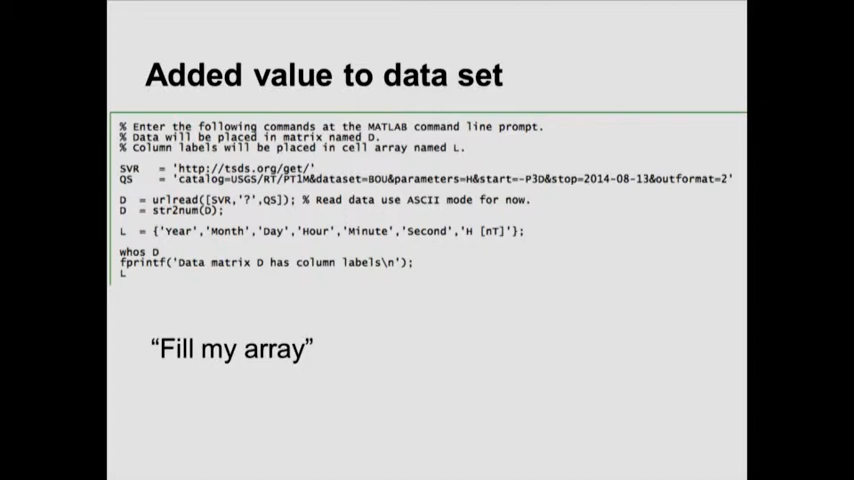 Added value to data set
% Enter the following commands at the MATLAB command line prompt.
% Data will be placed in matrix named D.
% Column labels will be placed in cell array named L.
SVR = 'http://tsds.org/get/'
QS = 'catalog=USGS/RT/PT1M&dataset=BOU&parameters=H&start=-P3D&stop=2014-08-13&outformat=2'
D = urlread([SVR,'?',QS]); % Read data use ASCII mode for now.
D = str2num(D);
L = {'Year','Month','Day','Hour','Minute','Second','H [nT]'};
whos D
fprintf('Data matrix D has column labels\n');
L
“Fill my array”